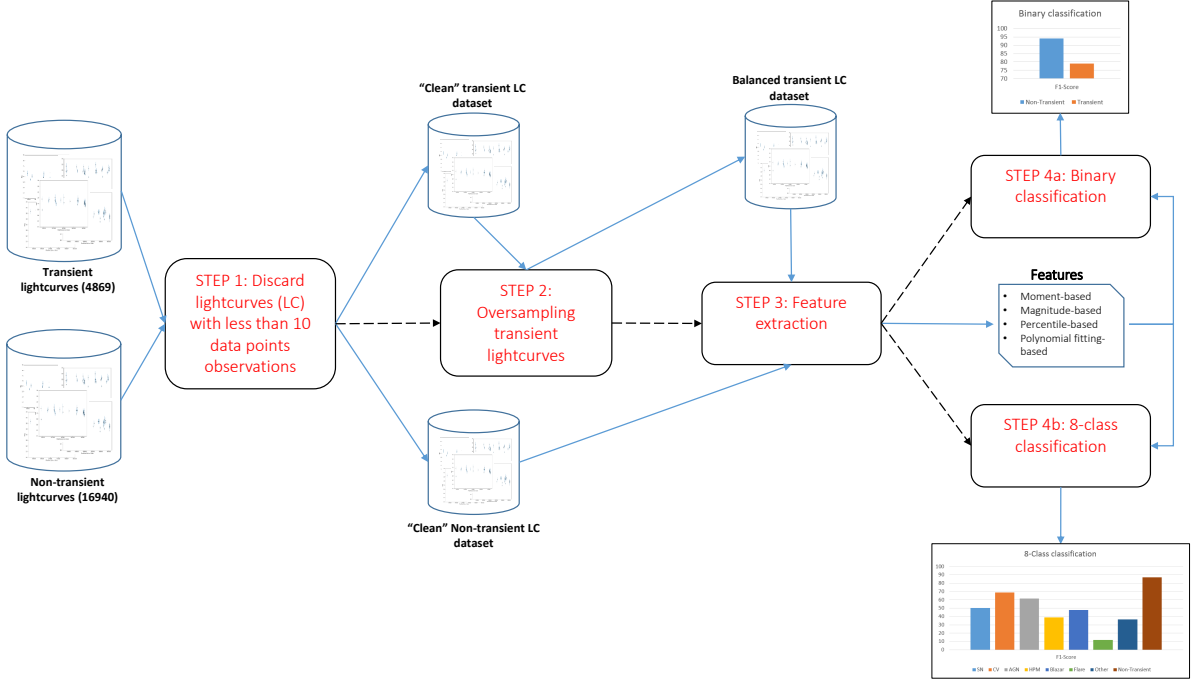 Binary classification
100
95
90
85
80
75
70
F1-Score
Non-Transient
Transient
"Clean" transient LC
dataset
Balanced transient LC
dataset
Transient
lightcurves (4869)
STEP 1: Discard
lightcurves (LC)
with less than 10
data points
observations
STEP 2:
Oversampling
transient
lightcurves
STEP 3: Feature
extraction
STEP 4a: Binary
classification
Features
• Moment-based
• Magnitude-based
• Percentile-based
• Polynomial fitting-
based
STEP 4b: 8-class
classification
Non-transient
lightcurves (16940)
"Clean" Non-transient LC
dataset
8-Class classification
100
90
80
70
60
50
40
30
20
10
0
F1-Score
SN
CV
AGN
HPM
Blazar
Flare
Other
Non-Transient